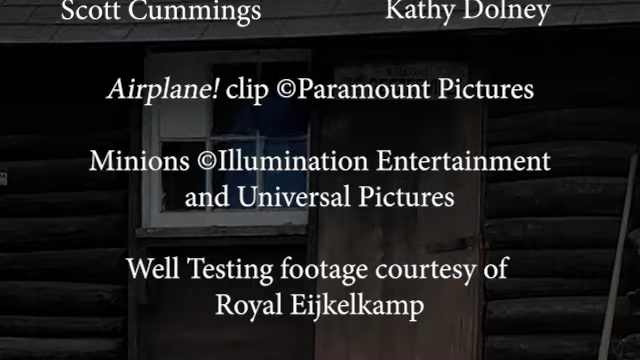 Scott Cummings Kathy Dolney
Airplane! clip ©Paramount Pictures
Minions ©Illumination Entertainment
and Universal Pictures
Well Testing footage courtesy of
Royal Eijkelkamp